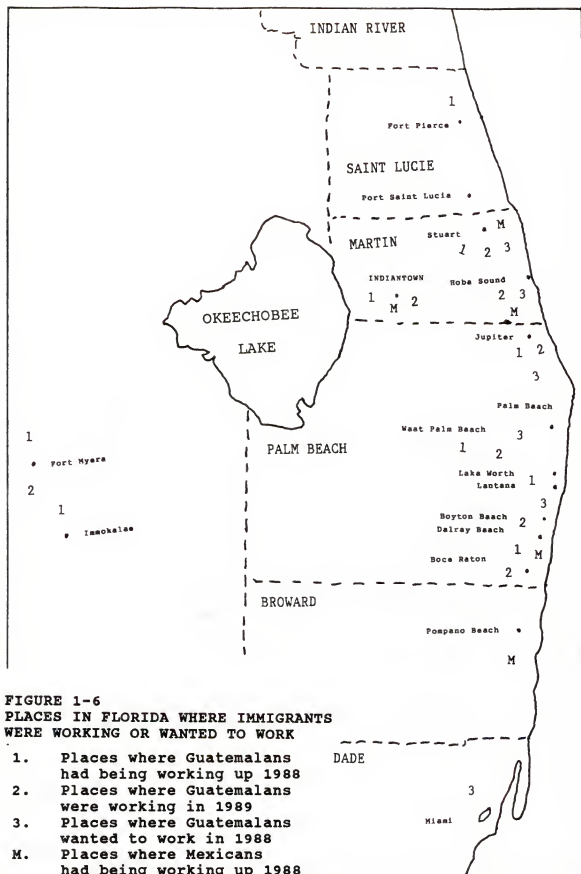 INDIAN RIVER
1
Fort Pierce
SAINT LUCIE
Port Saint Lucia
M
Stuart
MARTIN
1 2 3
INDIANTOWN
Hobe Sound
1 M 2
2 3
M
OKEECHOBEE
LAKE
Jupiter
1 2
3
Palm Beach
West Palm Beach
3
1 2
PALM BEACH
1
Fort Myers
2
1
Immokalee
Lake Worth
Lantana
1
3
Boyton Beach
2
Dalray Beach
1 M
Boca Raton
2
BROWARD
Pompano Beach
M
FIGURE 1-6
PLACES IN FLORIDA WHERE IMMIGRANTS
WERE WORKING OR WANTED TO WORK
1. Places where Guatemalans
had being working up 1988
2. Places where Guatemalans
were working in 1989
3. Places where Guatemalans
wanted to work in 1988
M. Places where Mexicans
had being working up 1988
DADE
3
Miami